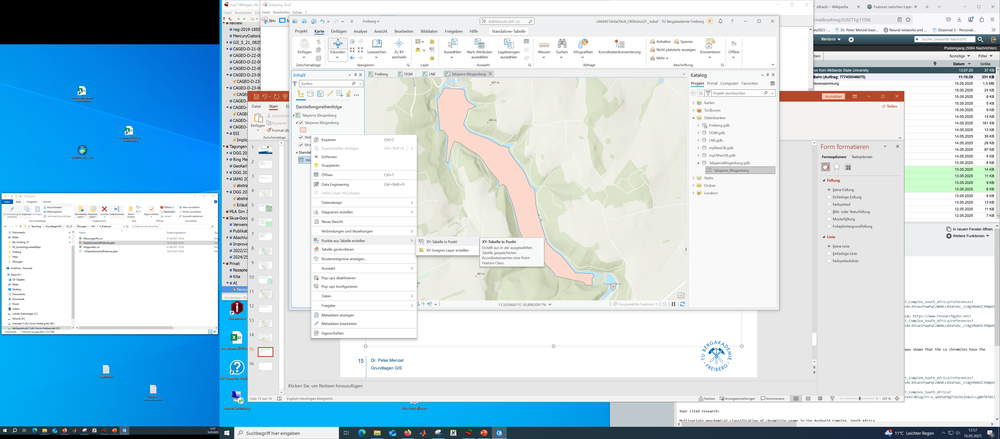 Arbeitszeitnachwei...
- Verknüpfung
aze_menzel2024_te...
- Verknüpfung
6_Features
Datei Start Freigeben Ansicht
An Schnellzugriff anheften
Kopieren
Einfügen
Ausschneiden
Pfad kopieren
Verknüpfung einfügen
Verschieben nach
Kopieren nach
Löschen
Umbenennen
Neuer Ordner
Eigenschaften
Öffnen
Bearbeiten
Verlauf
Alles auswählen
Nichts auswählen
Auswahl umkehren
Zwischenablage
Organisieren
Neu
Öffnen
Auswählen
Teaching > GrundlagenGIS > SS_25 > Übungen > HH > 6_Features
6_Features durchsuchen
Name
Änderungsdatum
Dokumente
Bilder
BA_Sichting_10
04_SymbologyLabelsMaps
Freiberg
Peter
Übungen
OneDrive - Personal
Dieser PC
3D-Objekte
Bilder
Desktop
Dokumente
Downloads
Musik
Videos
Lokaler Datenträger (C:)
Volume (D:)
menzelp (\\zfs1.hrz.tu-freiberg.de) (W:)
fak3geophysik (\\zfs1.hrz.tu-freiberg.de) (Z:)
MessungenPb.csv 01.06.2021 10:16
OperationenAufFeatures.pptx 16.05.2025 13:45
Wegpunkte.csv 01.06.2021 10:16
~$OperationenAufFeatures.pptx 16.05.2025 10:26
4 Elemente 1 Element ausgewählt (10,6 MB)
LeapFrog.txt
Neues Textdokument.txt
13:57
16.05.2025
myCT4Mageo.ctb -
Datei Bearbeiten
Review
nsg-2019-1850
MercuryCrators
GJI_S_21_0825
CAGEO-D-21-00
CAGEO-D-22-00
CAGEO-D-22-00
CAGEO-D-22-00
CAGEO-D-23-00
CAGEO-D-23-
CAGEO-D-23-00
CAGEO
CAGEO-
CAGEO-
CAGE
CAGEO-
CAGEO-
ESI
Implic
Tagungen
DGG 20
Ring Me
GeoKarl
DGG 20
IAMG 20
abstra
DGG 20
abstra
Erläut
MLA Sim J
Skua-Goca
Verwend
Publikat
Abschlus
Improve
2022/23
2024/25
Privat
Rezepte
Kita
AI
Perso
Knotentyp: Ric
ideaMaker
aze_Menzel2024
HP Support Assis
serverGeoinf.rdp
bitte installieren
Snipping Tool
Datei Bearbeiten Extras ?
Neu
Freiberg
Befehlssuche (Alt+Q)
v9684S1iinfaO9o8_L90i6shuQY__tubaf - TU Bergakademie Freiberg
V
Projekt Karte Einfügen Analyse Ansicht Bearbeiten Bilddaten Freigeben Hilfe Standalone-Tabelle
Einfügen
Erkunden
Lesezeichen
Zu XY wechseln
Auswählen
Nach Attributen auswählen
Lagebezogen auswählen
Messen
Suchen
Infografiken
Koordinatenkonvertierung
Anhalten
Sperren
Nicht platzierte anzeigen
Mehr
Konvertieren
Offline
Zwischenablage
Navigieren
Layer
Auswahl
Abfrage
Beschriftung
Inhalt
Suchen
Darstellungsreihenfolge
Talsperre Klingenberg
Talsperre Klingenberg
Wel
Wor
Standal
We
Freiberg
DGM
LNK
Talsperre Klingenberg
451 m
455 m
491 m
Kopieren Ctrl+C
Eigenschaften einfügen Ctrl+Shift+V
Entfernen
Gruppieren
Öffnen Ctrl+T
Data Engineering Ctrl+Shift+D
Fehler-Layer hinzufügen
Datendesign
Diagramm erstellen
Neuer Bericht
Verbindungen und Beziehungen
Punkte aus Tabelle erstellen
Tabelle geokodieren
Routenereignisse anzeigen...
Auswahl
Pop-ups deaktivieren
Pop-ups konfigurieren
Daten
Freigabe
Metadaten anzeigen
Metadaten bearbeiten
Eigenschaften
XY-Tabelle in Punkt
XY-Ereignis-Layer erstellen
XY-Tabelle in Punkt
Erstellt aus in der ausgewählten
Tabelle gespeicherten
Koordinatenwerten eine Point-
Feature-Class.
13,5058665°O 50,8982091°N
Ausgewählte Features: 0
Katalog
Projekt Portal Computer Favoriten
Projekt durchsuchen
Karten
Toolboxes
Datenbanken
Freiberg.gdb
DGM.gdb
LNK.gdb
myNewDB.gdb
myOtherDB.gdb
TalsperreKlingenberg.gdb
Talsperre_Klingenberg
Styles
Ordner
Locators
Datei Start
Einfügen
Ausschneid
Kopieren
Format üb
Zwischenablage
1
2
3
4
5
6
7
8
9
10
11
12
13
14
15
16
15
Dr. Peter Menzel
Grundlagen GIS
TU BERGAKADEMIE FREIBERG
Klicken Sie, um Notizen hinzuzufügen
Folie 15 von 16
Englisch (Vereinigtes Königreich)
Notizen Anzeigeeinstellungen Kommentare
107 %
Anmelden
Teilen
Form formatieren
Formoptionen Textoptionen
Füllung
Keine Füllung
Einfarbige Füllung
Farbverlauf
Bild- oder Texturfüllung
Musterfüllung
Folienhintergrundfüllung
Linie
Keine Linie
Einfarbige Linie
Farbverlaufslinie
Albedo – Wikipedia
Features zwischen Layer
=mailbox#msg:SU5CT1g;11506
es2023 -...
Dr. Peter Menzel bear...
Neural networks and ...
Dezernat 3 - Personal...
Weitere
Suche (Gesamte Nachricht)
Posteingang (5584 Nachrichten)
Sonstige
Filter
Datum Größe
or from Midlands State University 13:07:20 37 KB
Bahn (Auftrag: 777450546075) 11:10:29 331 KB
tsversammlung 15.05.2025 1,0 MB
15.05.2025 24 KB
15.05.2025 8 KB
15.05.2025 5 KB
15.05.2025 9 KB
14.05.2025 14 KB
14.05.2025 161 KB
14.05.2025 13 KB
14.05.2025 39 KB
14.05.2025 28 KB
14.05.2025 87 KB
14.05.2025 5 KB
13.05.2025 8 KB
13.05.2025 14 KB
13.05.2025 11 KB
13.05.2025 9 KB
13.05.2025 6 KB
13.05.2025 9 KB
13.05.2025 13 KB
12.05.2025 11 KB
12.05.2025 7 KB
In neuem Fenster öffnen
Weitere Funktionen
t_Complex_South_Africa/references?
ica: https://www.researchgate.net/
t_Complex_South_Africa/references?
was shown that the LG chromites have the
t_Complex_South_Africa/references?
t_Complex_South_Africa?
Your cited research:
Multivariate geochemical classification of chromitite seams in the Bushveld Complex, South Africa
Suchbegriff hier eingeben
11°C Leichter Regen
13:57
16.05.2025
12